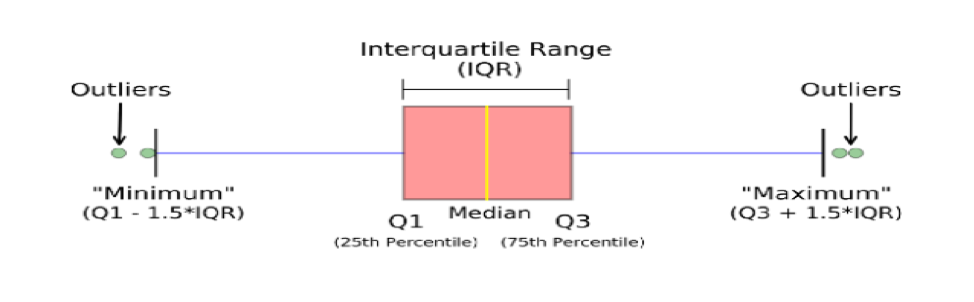 Interquartile Range
(IQR)
Outliers
Outliers
"Minimum"
(Q1 - 1.5*IQR)
"Maximum"
(Q3 + 1.5*IQR)
Q1
Median
Q3
(25th Percentile)
(75th Percentile)